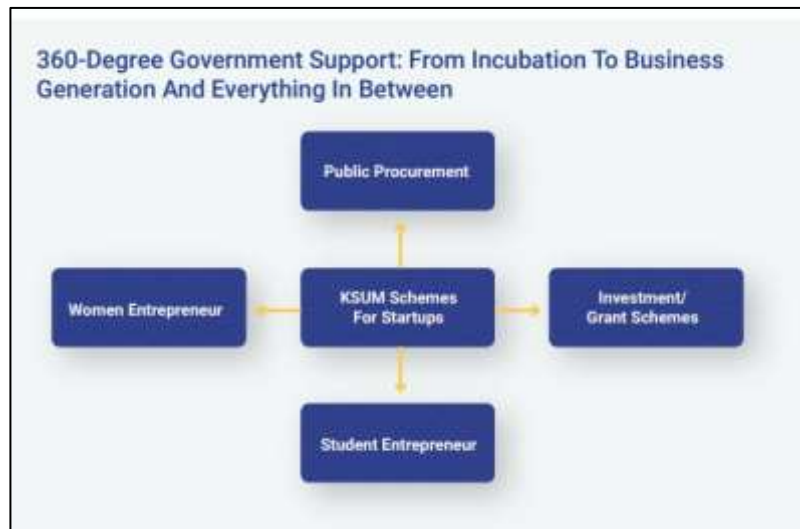 360-Degree Government Support: From Incubation To Business
Generation And Everything In Between
Public Procurement
Women Entrepreneur
KSUM Schemes
For Startups
Investment/
Grant Schemes
Student Entrepreneur